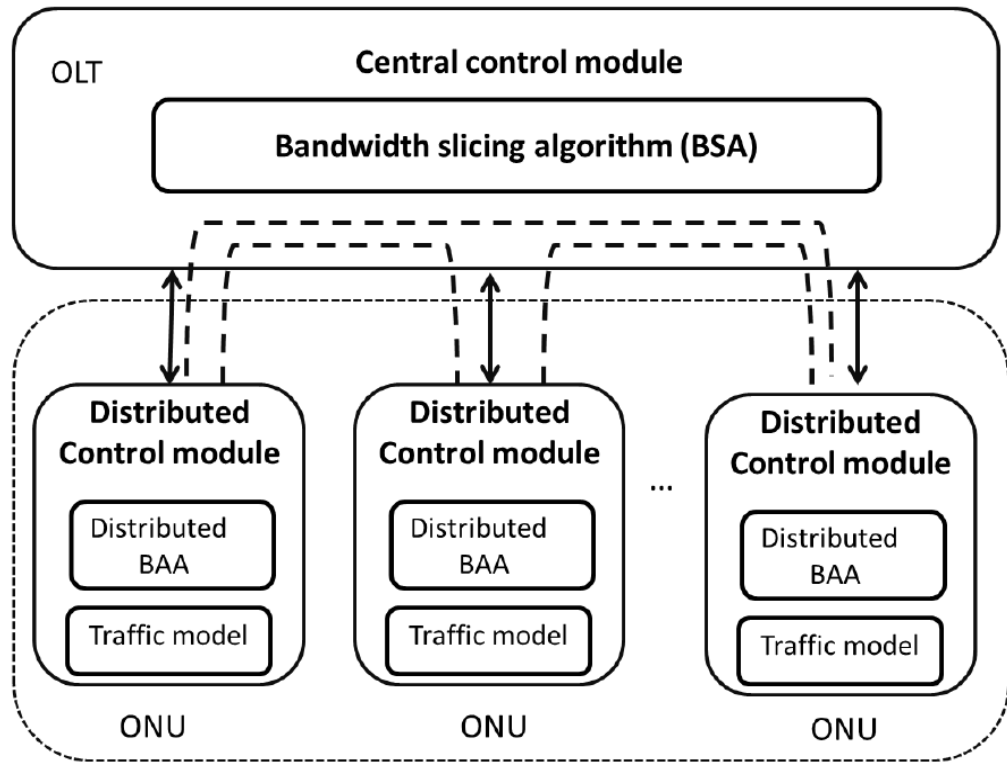 OLT
Central control module
Bandwidth slicing algorithm (BSA)
Distributed
Control module
Distributed
BAA
Traffic model
ONU
Distributed
Control module
Distributed
BAA
Traffic model
ONU
...
Distributed
Control module
Distributed
BAA
Traffic model
ONU